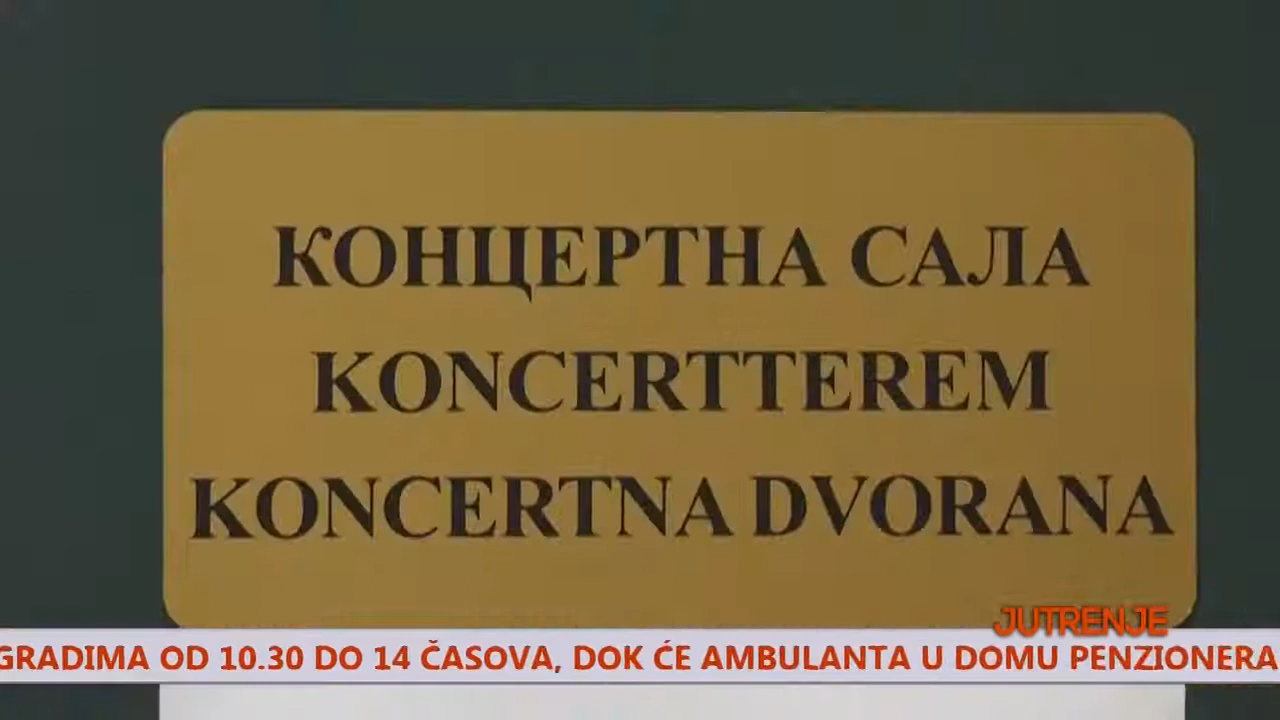 КОНЦЕРТНА САЛА
KONCERTTEREM
KONCERTNA DVORANA
JUTRENJE
GRADIMA OD 10.30 DO 14 ČASOVA, DOK ĆE AMBULANTA U DOMU PENZIONERA